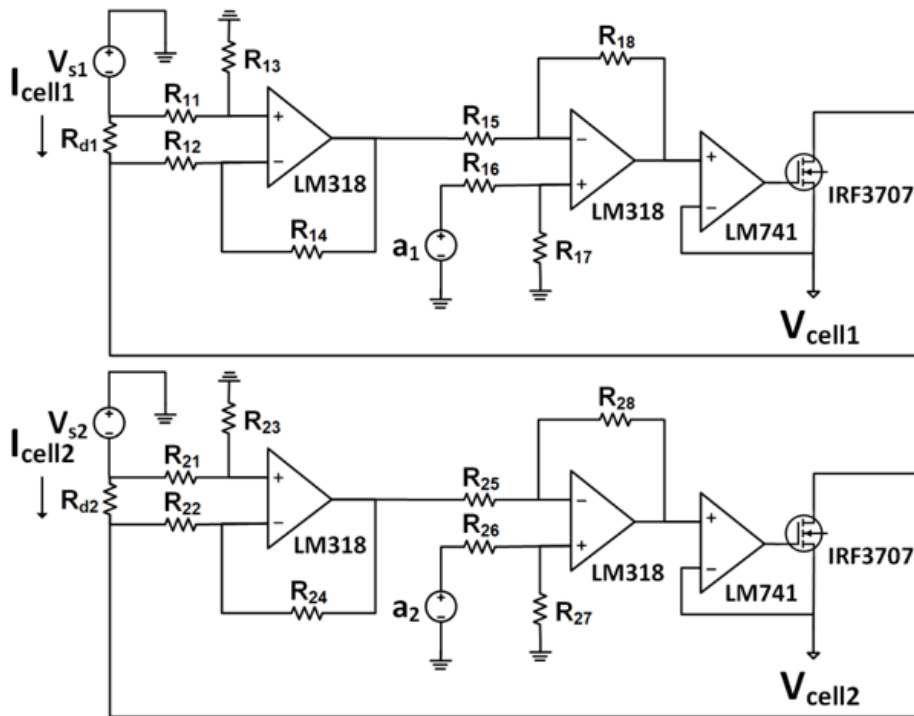 V_s1
I_cell1
R_13
R_11
R_d1
R_12
+
−
LM318
R_14
R_15
R_18
R_16
−
+
LM318
a_1
R_17
+
−
LM741
IRF3707
V_cell1
V_s2
I_cell2
R_23
R_21
R_d2
R_22
+
−
LM318
R_24
R_25
R_28
R_26
−
+
LM318
a_2
R_27
+
−
LM741
IRF3707
V_cell2